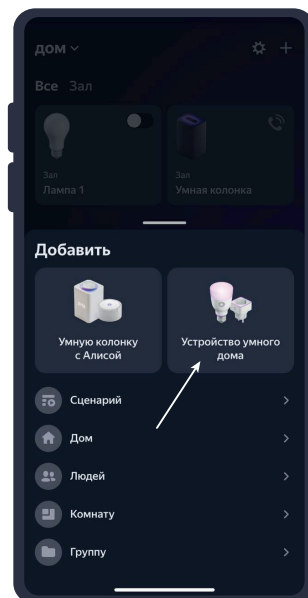 дом
Все Зал
Зал
Лампа 1
Зал
Умная колонка
Добавить
Умную колонку
с Алисой
Устройство умного
дома
Сценарий
Дом
Людей
Комнату
Группу